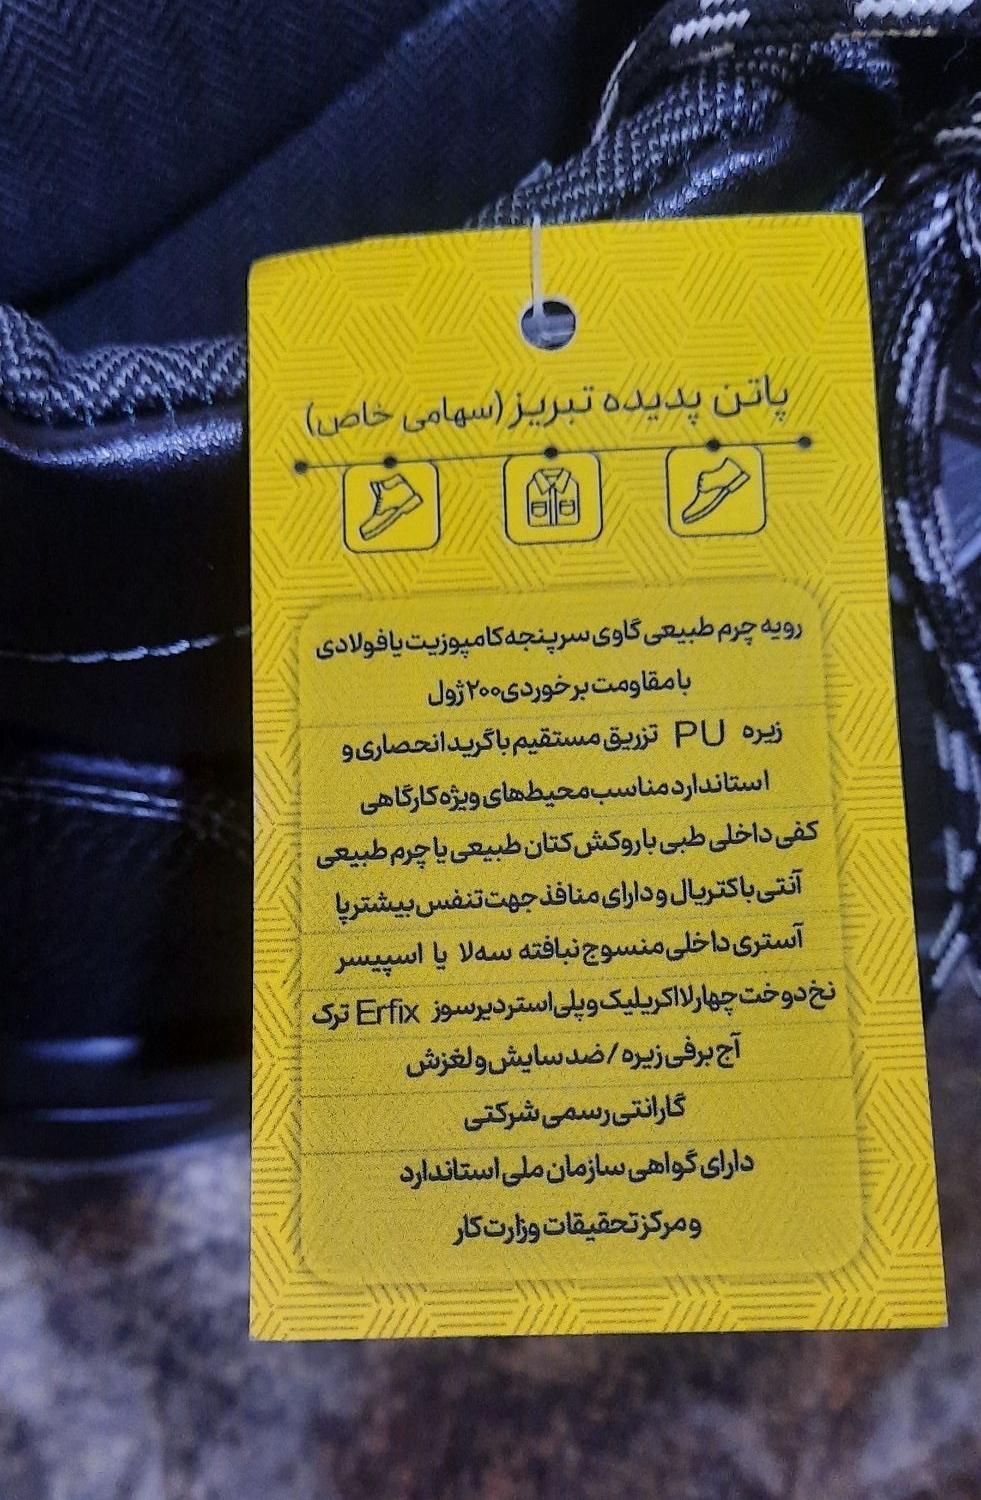 پاتن پدیده تبریز (سهامی خاص)
رویه چرم طبیعی گاوی سرپنجه کامپوزیت یا فولادی
با مقاومت برخوردی ۲۰۰ ژول
زیره PU تزریق مستقیم با گرید انحصاری و
استاندارد مناسب محیط‌های ویژه کارگاهی
کفی داخلی طبی با روکش کتان طبیعی یا چرم طبیعی
آنتی باکتریال و دارای منافذ جهت تنفس بیشتر پا
آستری داخلی منسوج نبافته سه لا یا اسپیسر
نخ دوخت چهارلا اکریلیک و پلی استر دیرسوز Erfix ترک
آج برفی زیره / ضد سایش و لغزش
گارانتی رسمی شرکتی
دارای گواهی سازمان ملی استاندارد
و مرکز تحقیقات وزارت کار